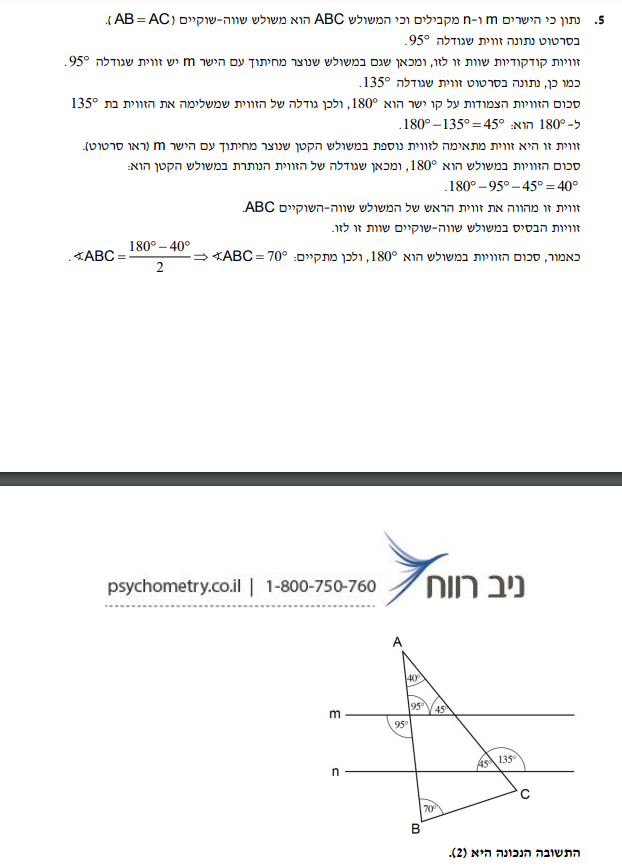 5. נתון כי הישרים m ו-n מקבילים וכי המשולש ABC הוא משולש שווה-שוקיים (AB = AC).
בסרטוט נתונה זווית שגודלה 95°.
זוויות קודקודיות שוות זו לזו, ומכאן שגם במשולש שנוצר מחיתוך עם הישר m יש זווית שגודלה 95°.
כמו כן, נתונה בסרטוט זווית שגודלה 135°.
סכום הזוויות הצמודות על קו ישר הוא 180°, ולכן גודלה של הזווית שמשלימה את הזווית בת 135°
ל-180° הוא: 180° – 135° = 45°.
זווית זו היא זווית מתאימה לזווית נוספת במשולש הקטן שנוצר מחיתוך עם הישר m (ראו סרטוט).
סכום הזוויות במשולש הוא 180°, ומכאן שגודלה של הזווית הנותרת במשולש הקטן הוא:
180° – 95° – 45° = 40°.
זווית זו מהווה את זווית הראש של המשולש שווה-השוקיים ABC.
זוויות הבסיס במשולש שווה-שוקיים שוות זו לזו.
כאמור, סכום הזוויות במשולש הוא 180°, ולכן מתקיים: ∢ABC = (180° – 40°)/2 ⇒ ∢ABC = 70°.
psychometry.co.il | 1-800-750-760
ניב רווח
A
40°
95° 45°
m
95°
45° 135°
n
C
70°
B
התשובה הנכונה היא (2).